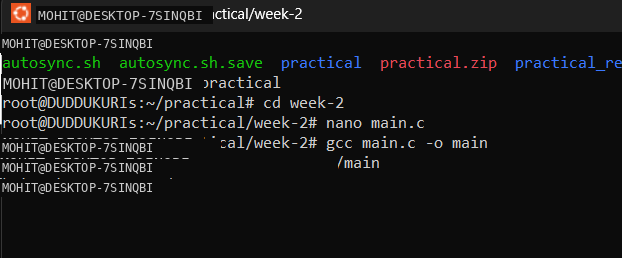 MOHIT@DESKTOP-7SINQBI ctical/week-2
MOHIT@DESKTOP-7SINQBI
autosync.sh autosync.sh.save practical practical.zip practical_re
MOHIT@DESKTOP-7SINQBI practical
root@DUDDUKURIs:~/practical# cd week-2
root@DUDDUKURIs:~/practical/week-2# nano main.c
tical/week-2# gcc main.c -o main
MOHIT@DESKTOP-7SINQBI
/main
MOHIT@DESKTOP-7SINQBI
MOHIT@DESKTOP-7SINQBI